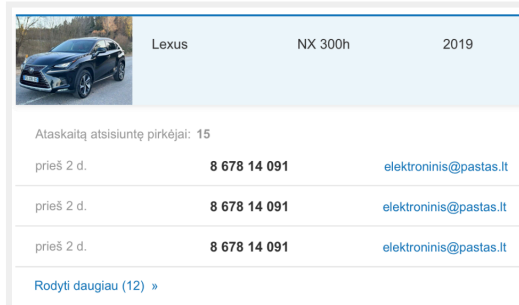 Lexus NX 300h 2019
Ataskaitą atsisiuntę pirkėjai: 15
prieš 2 d. 8 678 14 091 elektroninis@pastas.lt
prieš 2 d. 8 678 14 091 elektroninis@pastas.lt
prieš 2 d. 8 678 14 091 elektroninis@pastas.lt
Rodyti daugiau (12) »